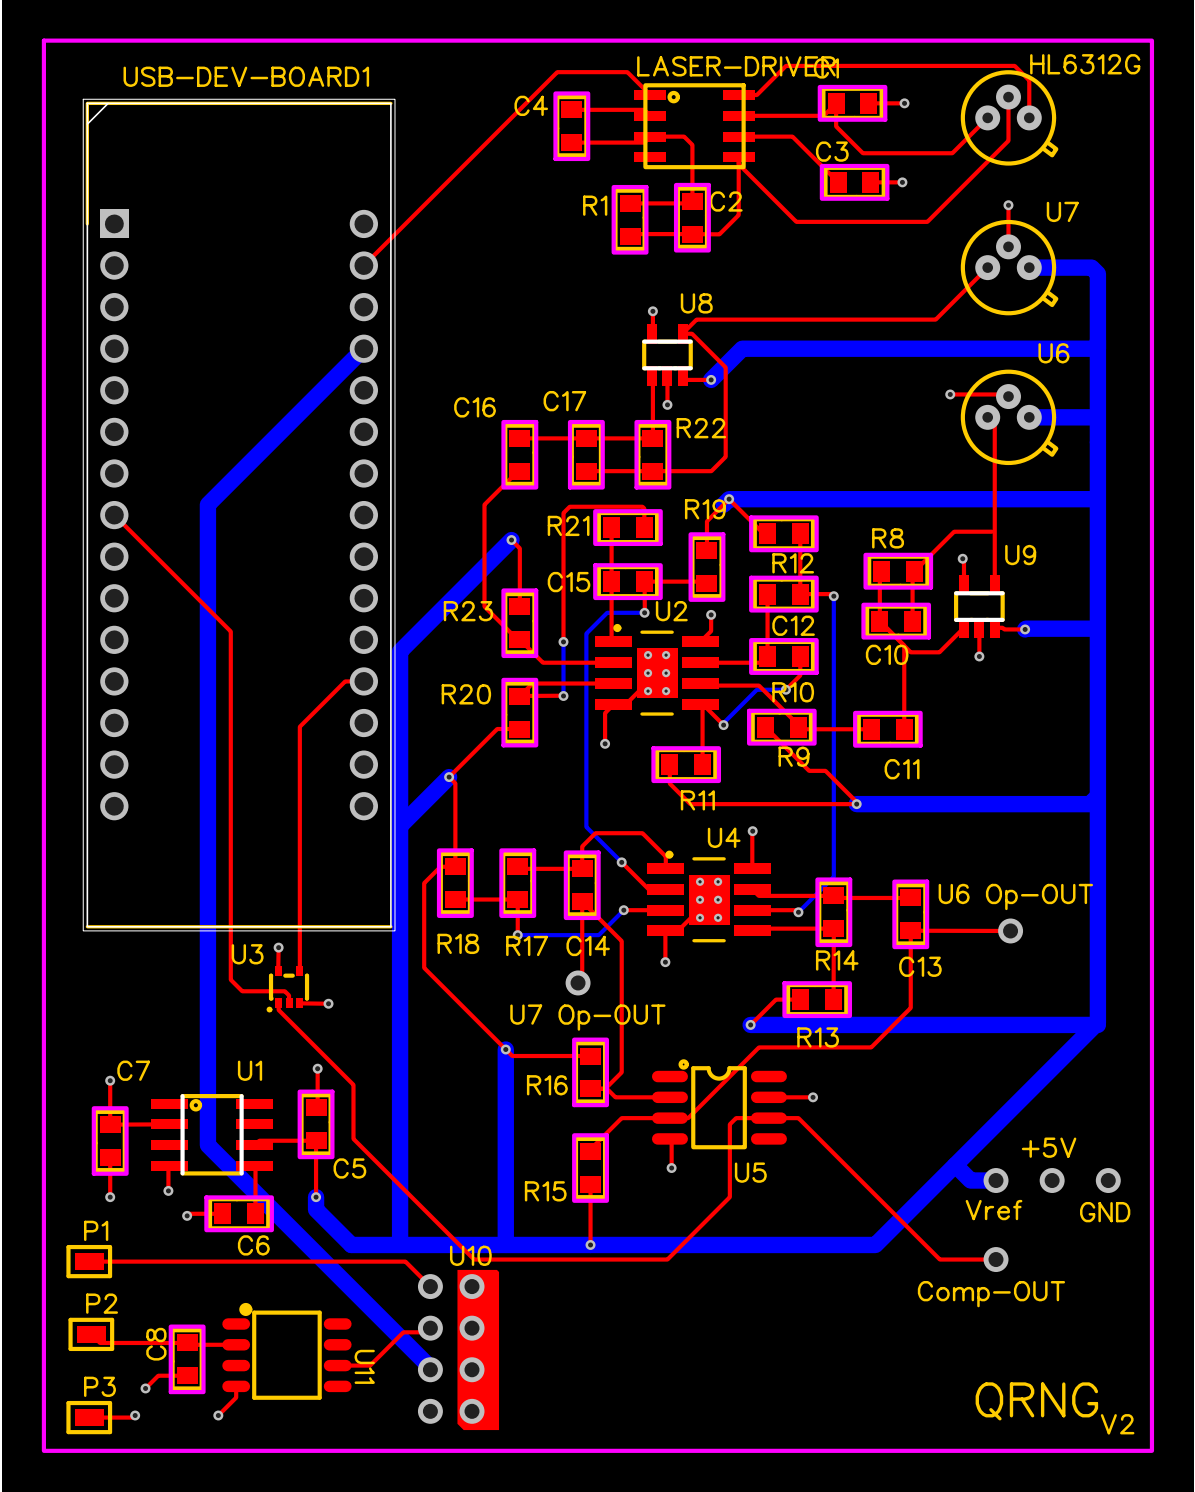 USB-DEV-BOARD1
LASER-DRIVER
C1
HL6312G
C4
C3
R1
C2
U7
U8
U6
C16
C17
R22
R21
R19
R8
R12
U9
C15
R23
U2
C12
C10
R20
R10
R9
C11
R11
U4
U6 Op-OUT
U3
R18
R17
C14
R14
C13
U7 Op-OUT
R13
C7
U1
R16
C5
R15
U5
+5V
Vref
GND
P1
C6
U10
Comp-OUT
P2
C8
U11
P3
QRNG
V2